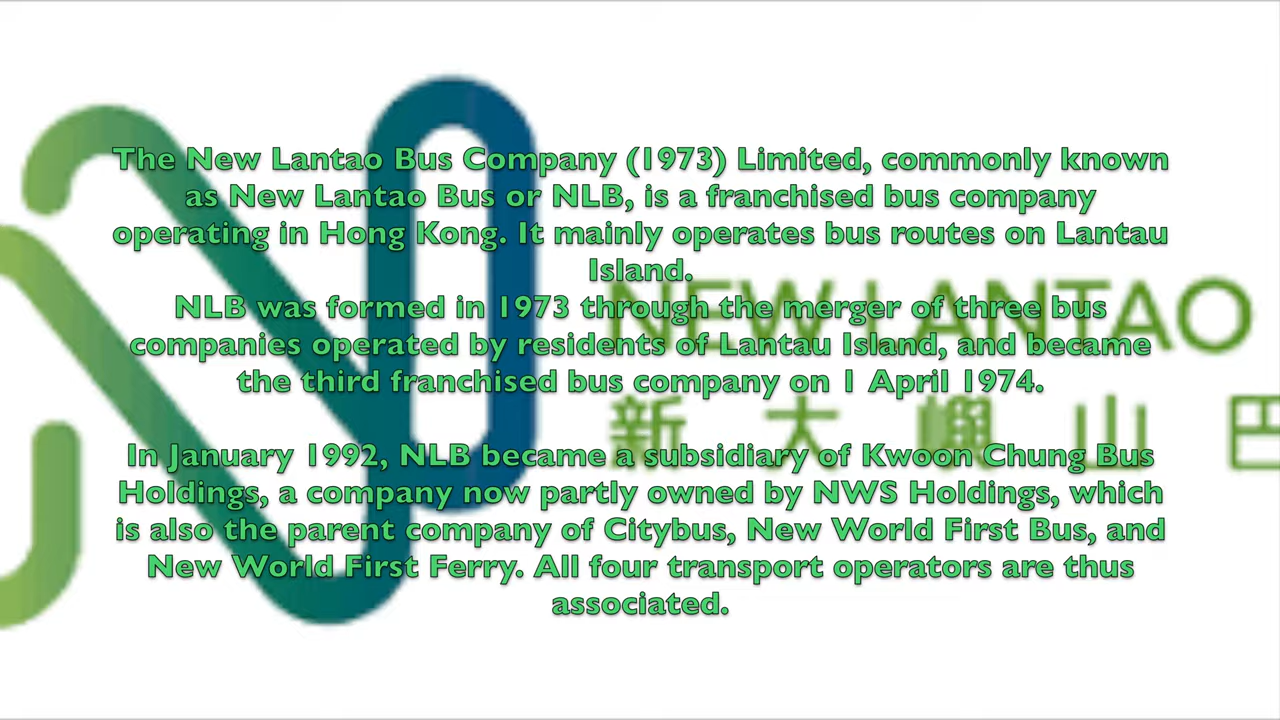 The New Lantao Bus Company (1973) Limited, commonly known
as New Lantao Bus or NLB, is a franchised bus company
operating in Hong Kong. It mainly operates bus routes on Lantau
Island.
NLB was formed in 1973 through the merger of three bus
companies operated by residents of Lantau Island, and became
the third franchised bus company on 1 April 1974.
In January 1992, NLB became a subsidiary of Kwoon Chung Bus
Holdings, a company now partly owned by NWS Holdings, which
is also the parent company of Citybus, New World First Bus, and
New World First Ferry. All four transport operators are thus
associated.
NEW LANTAO
新大嶼山巴